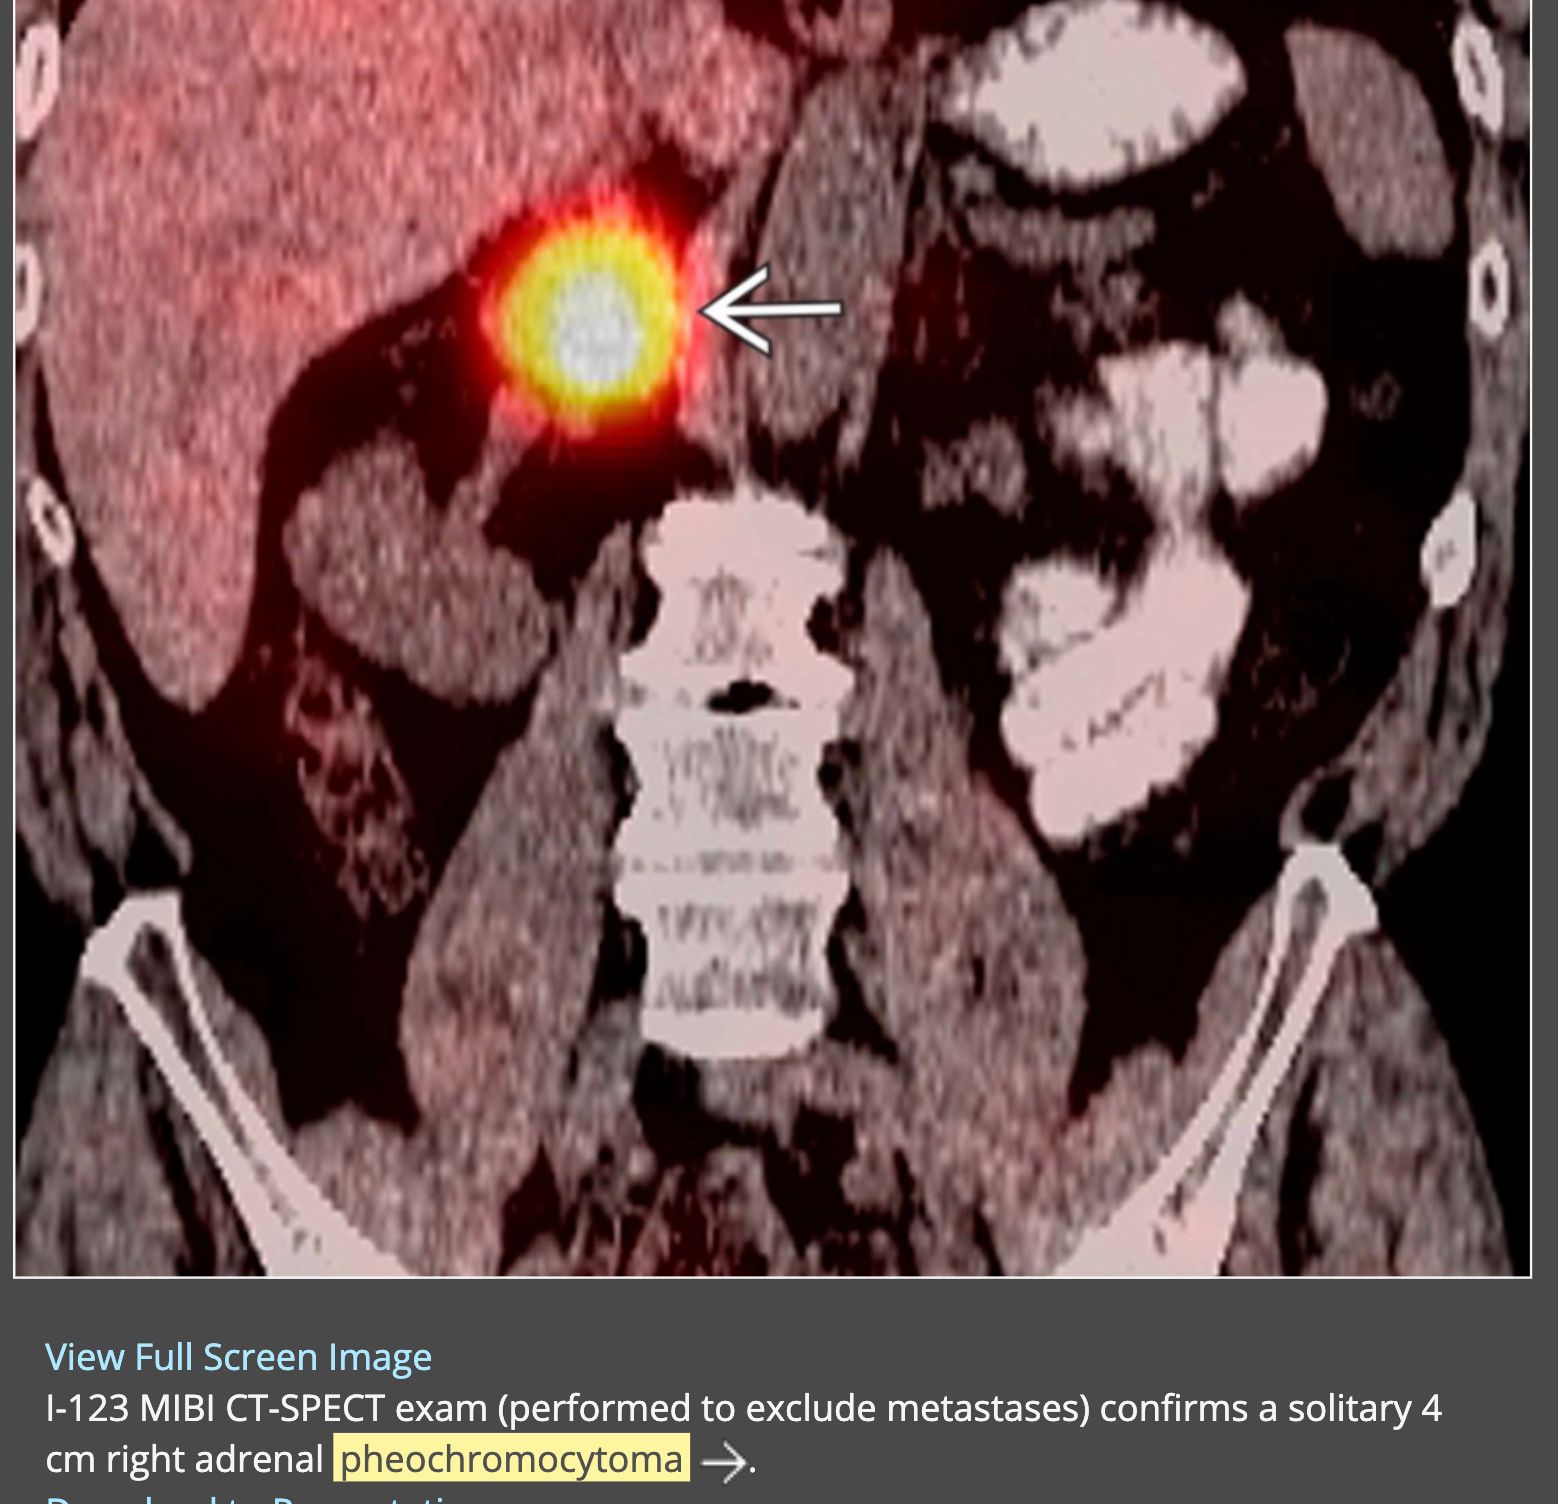 View Full Screen Image
I-123 MIBI CT-SPECT exam (performed to exclude metastases) confirms a solitary 4
cm right adrenal pheochromocytoma →.